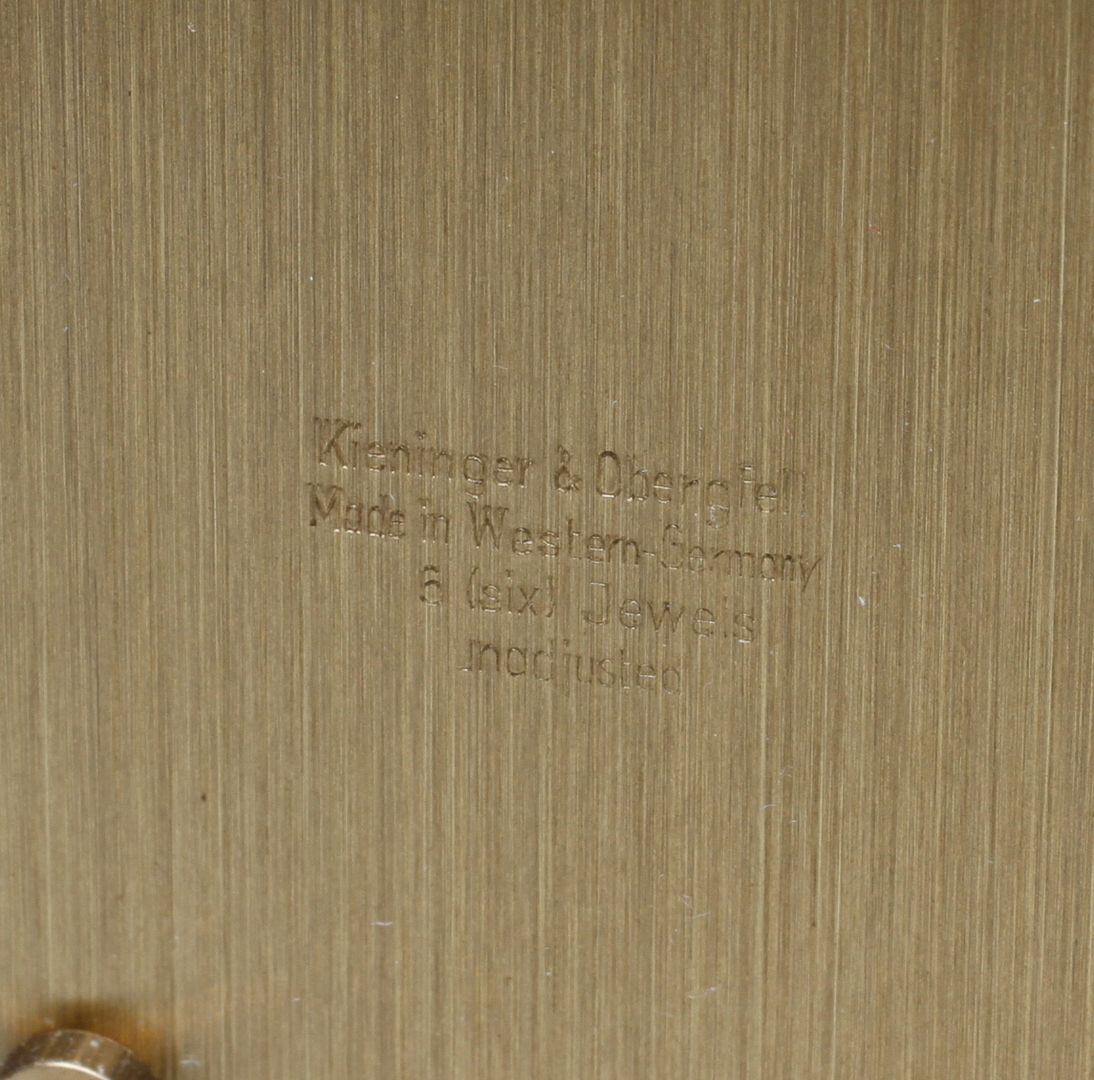 Kieninger & Obergfell
Made in Western-Germany
6 (six) Jewels
unadjusted